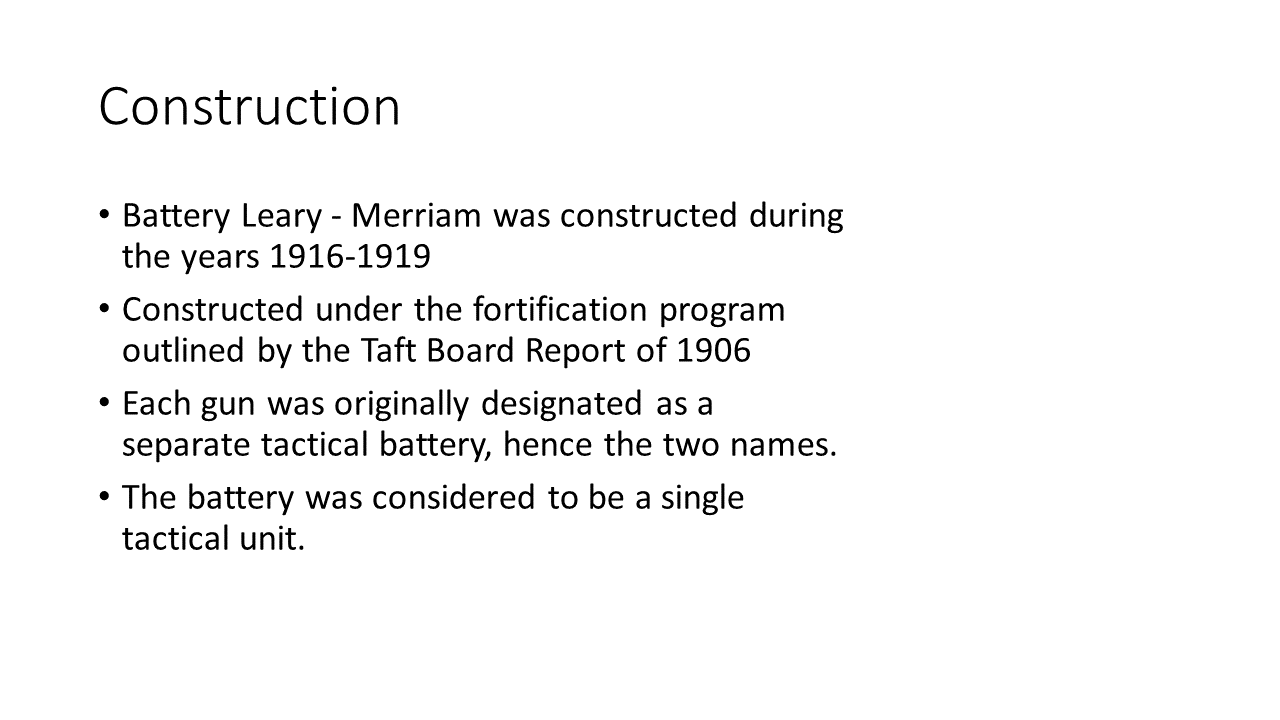 Construction
• Battery Leary - Merriam was constructed during
the years 1916-1919
• Constructed under the fortification program
outlined by the Taft Board Report of 1906
• Each gun was originally designated as a
separate tactical battery, hence the two names.
• The battery was considered to be a single
tactical unit.